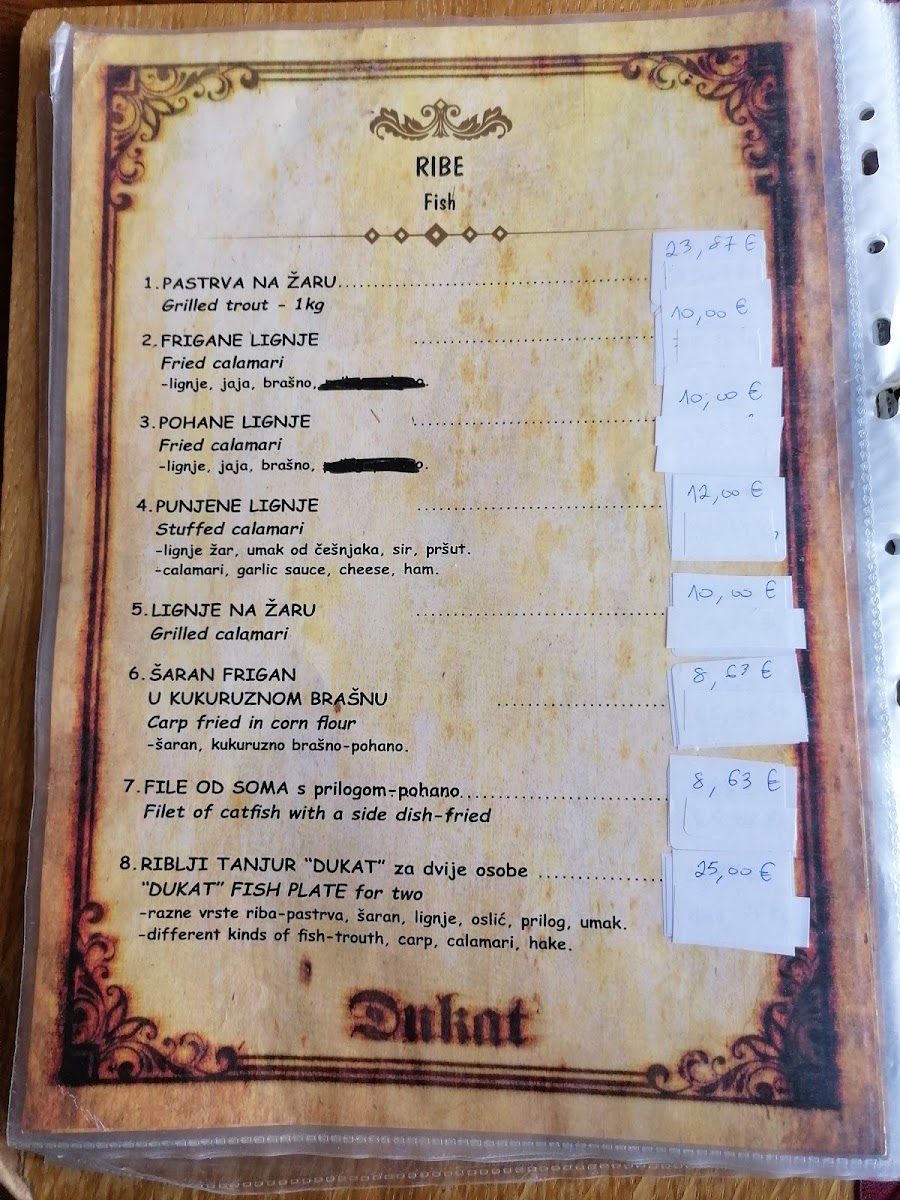 RIBE
Fish
1. PASTRVA NA ŽARU.......................................... 23,87 €
Grilled trout - 1kg
2. FRIGANE LIGNJE .......................................... 10,00 €
Fried calamari
-lignje, jaja, brašno,
3. POHANE LIGNJE .......................................... 10,00 €
Fried calamari
-lignje, jaja, brašno,
4. PUNJENE LIGNJE .......................................... 12,00 €
Stuffed calamari
-lignje žar, umak od češnjaka, sir, pršut.
-calamari, garlic sauce, cheese, ham.
5. LIGNJE NA ŽARU .......................................... 10,00 €
Grilled calamari
6. ŠARAN FRIGAN
U KUKURUZNOM BRAŠNU ............................ 8,63 €
Carp fried in corn flour
-šaran, kukuruzno brašno-pohano.
7. FILE OD SOMA s prilogom-pohano.................................. 8,63 €
Filet of catfish with a side dish-fried
8. RIBLJI TANJUR “DUKAT” za dvije osobe .................... 25,00 €
“DUKAT” FISH PLATE for two
-razne vrste riba-pastrva, šaran, lignje, oslić, prilog, umak.
-different kinds of fish-trouth, carp, calamari, hake.
Dukat